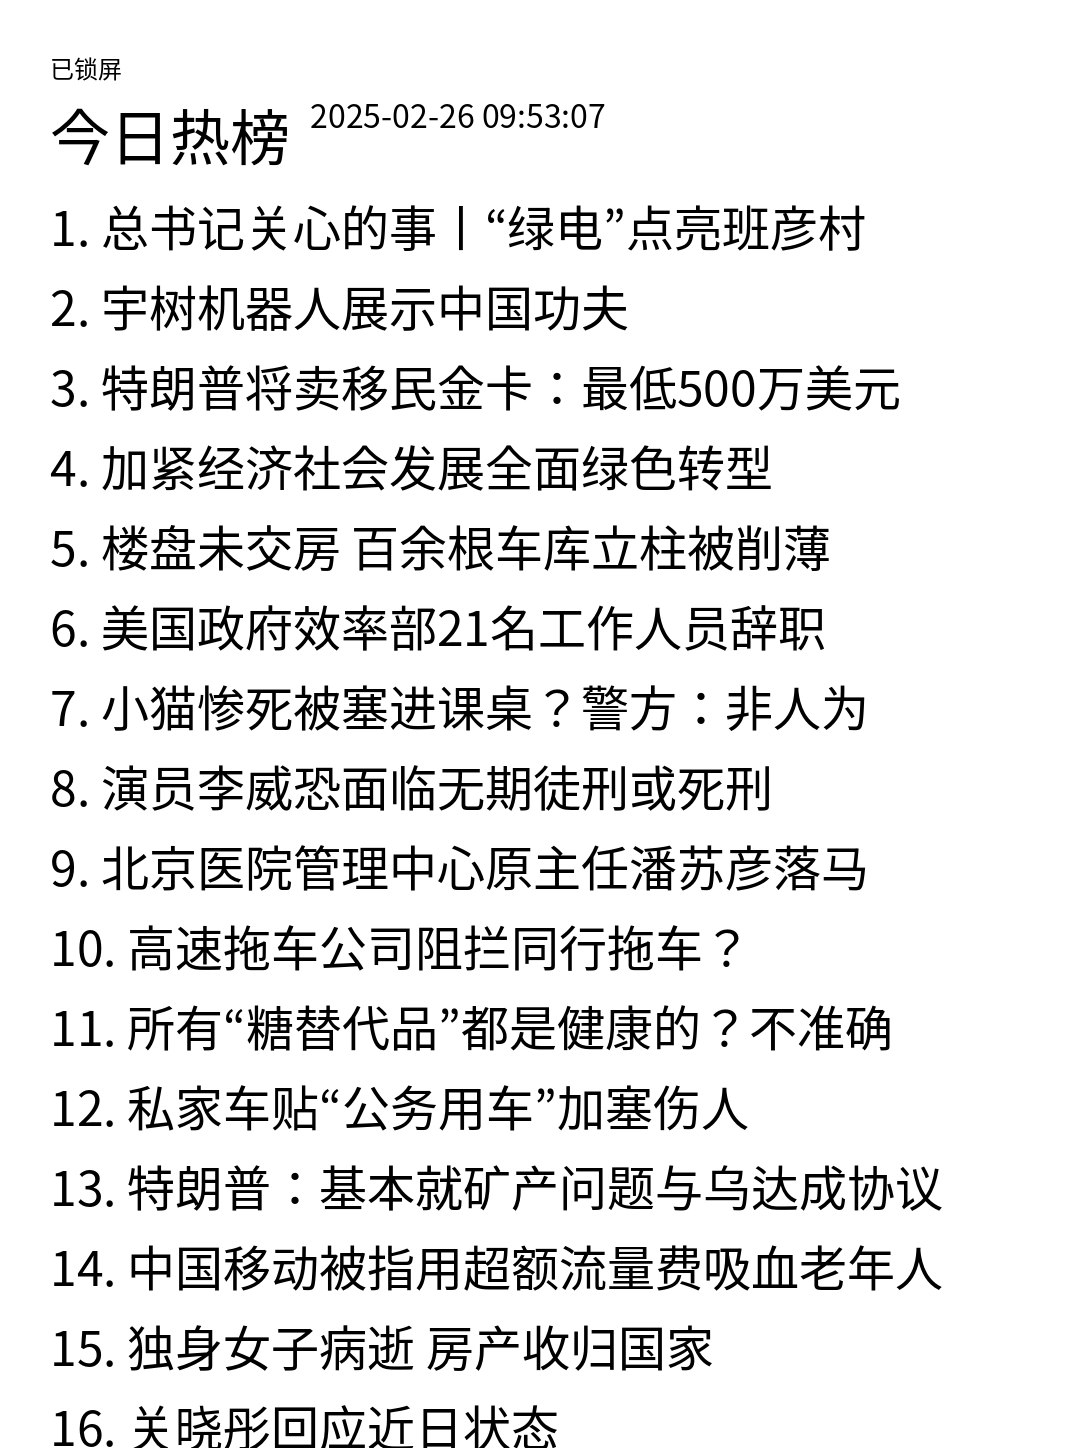 已锁屏
今日热榜 2025-02-26 09:53:07
1. 总书记关心的事丨“绿电”点亮班彦村
2. 宇树机器人展示中国功夫
3. 特朗普将卖移民金卡：最低500万美元
4. 加紧经济社会发展全面绿色转型
5. 楼盘未交房 百余根车库立柱被削薄
6. 美国政府效率部21名工作人员辞职
7. 小猫惨死被塞进课桌？警方：非人为
8. 演员李威恐面临无期徒刑或死刑
9. 北京医院管理中心原主任潘苏彦落马
10. 高速拖车公司阻拦同行拖车？
11. 所有“糖替代品”都是健康的？不准确
12. 私家车贴“公务用车”加塞伤人
13. 特朗普：基本就矿产问题与乌达成协议
14. 中国移动被指用超额流量费吸血老年人
15. 独身女子病逝 房产收归国家
16. 关晓彤回应近日状态